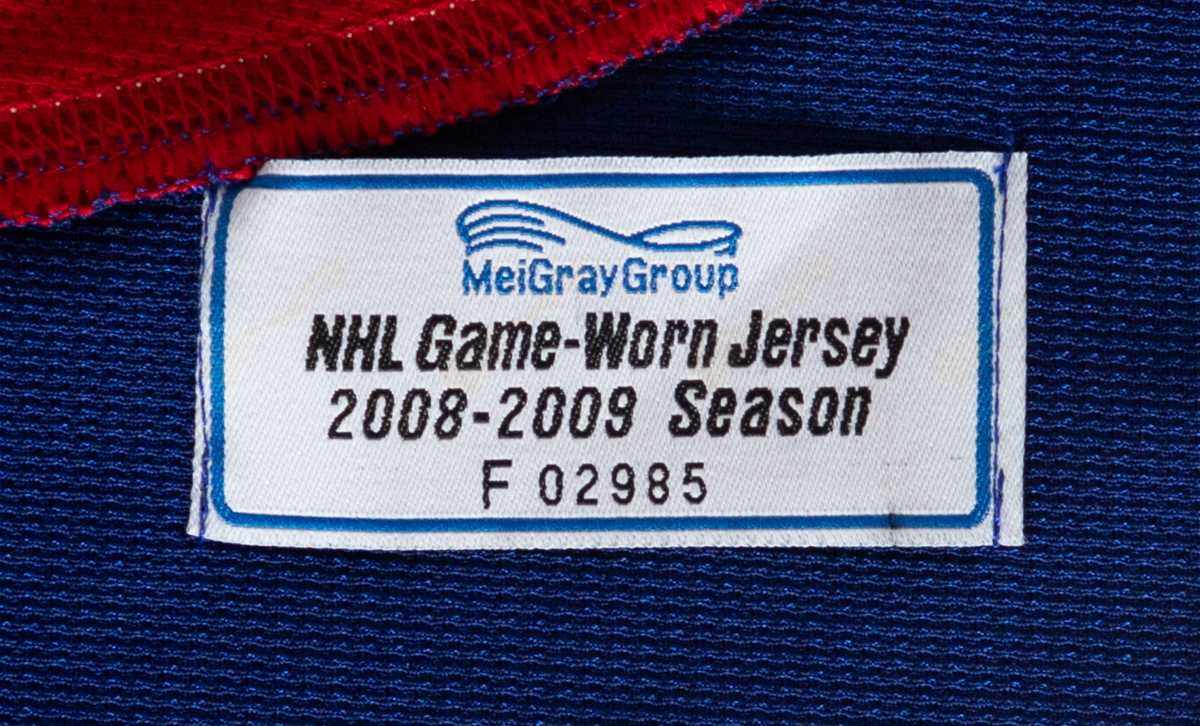 MeiGrayGroup
NHL Game-Worn Jersey
2008-2009 Season
F 02985